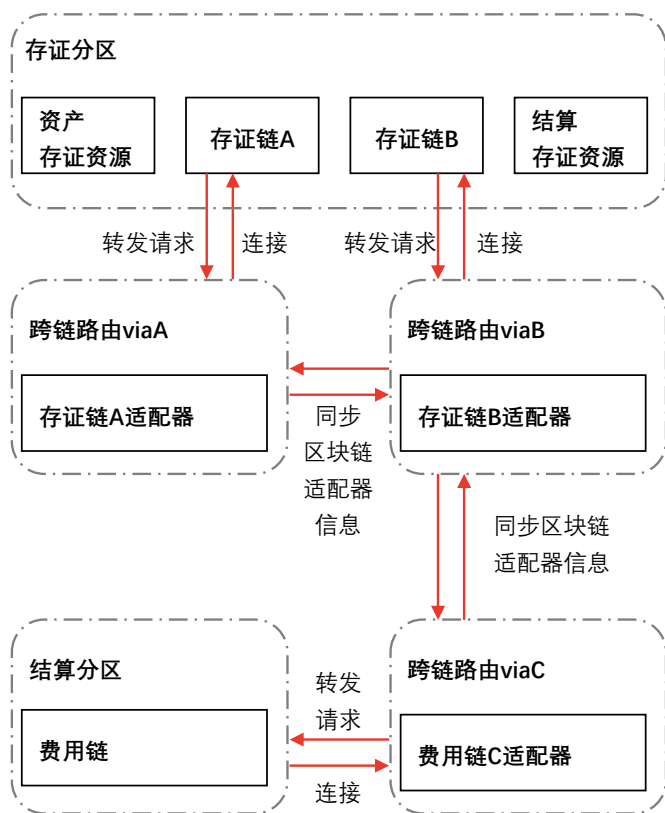 存证分区
资产
存证资源
存证链A
存证链B
结算
存证资源
转发请求
连接
转发请求
连接
跨链路由viaA
存证链A适配器
跨链路由viaB
存证链B适配器
同步
区块链
适配器
信息
同步区块链
适配器信息
结算分区
费用链
转发
请求
连接
跨链路由viaC
费用链C适配器